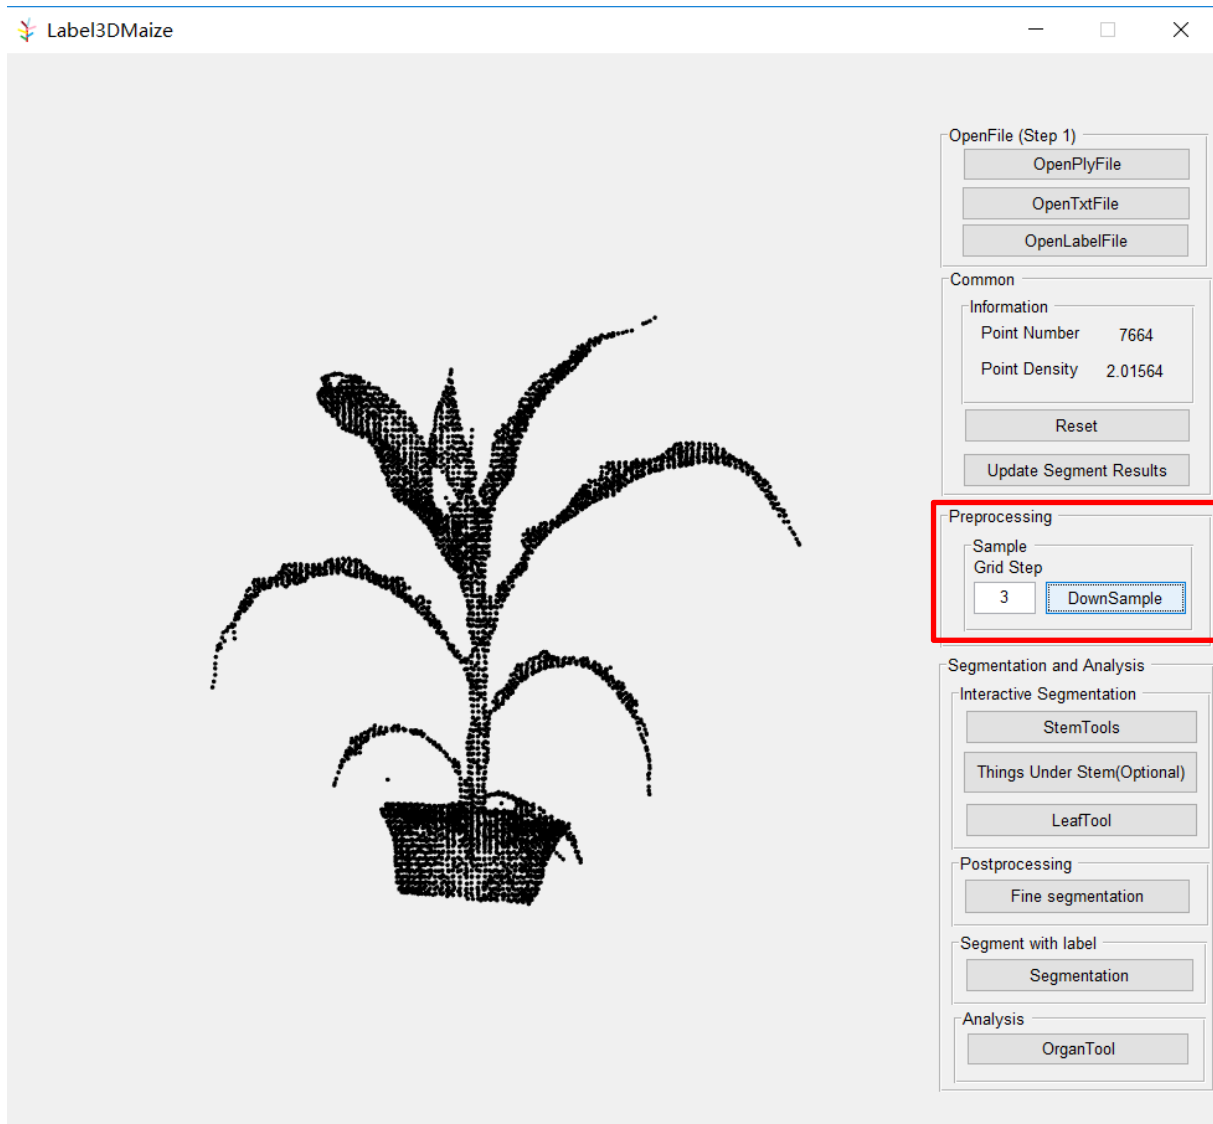 Label3DMaize
OpenFile (Step 1)
OpenPlyFile
OpenTxtFile
OpenLabelFile
Common
Information
Point Number 7664
Point Density 2.01564
Reset
Update Segment Results
Preprocessing
Sample
Grid Step
3 DownSample
Segmentation and Analysis
Interactive Segmentation
StemTools
Things Under Stem(Optional)
LeafTool
Postprocessing
Fine segmentation
Segment with label
Segmentation
Analysis
OrganTool